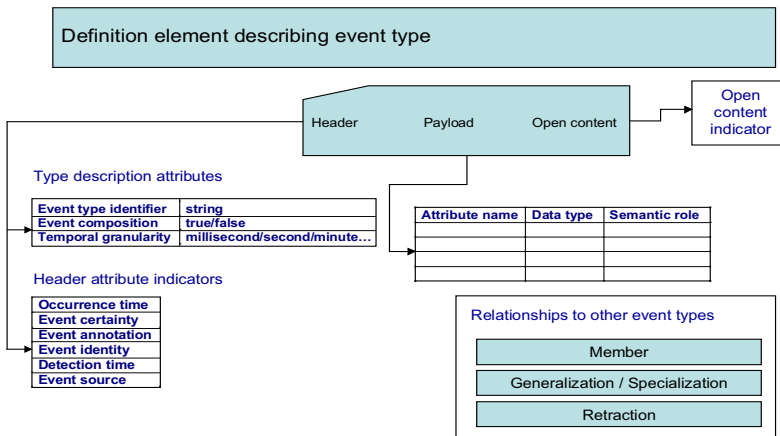 Definition element describing event type
Header Payload Open content
Open
content
indicator
Type description attributes
Event type identifier string
Event composition true/false
Temporal granularity millisecond/second/minute...
Attribute name Data type Semantic role
Header attribute indicators
Occurrence time
Event certainty
Event annotation
Event identity
Detection time
Event source
Relationships to other event types
Member
Generalization / Specialization
Retraction